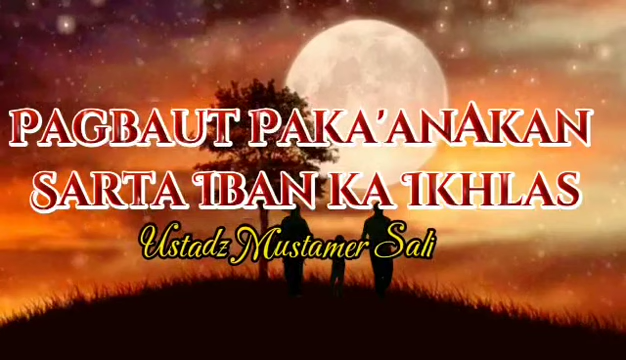 PAGBAUT PAKA'ANAKAN
SARTA IBAN KA IKHLAS
Ustadz Mustamer Sali